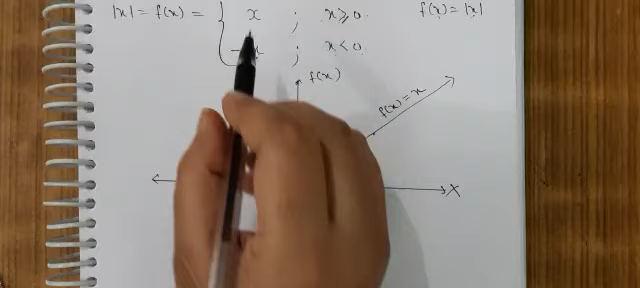 |x| = f(x) = { x ; x ≥ 0. f(x) = |x|
; x < 0.
f(x)
f(x) = x
X